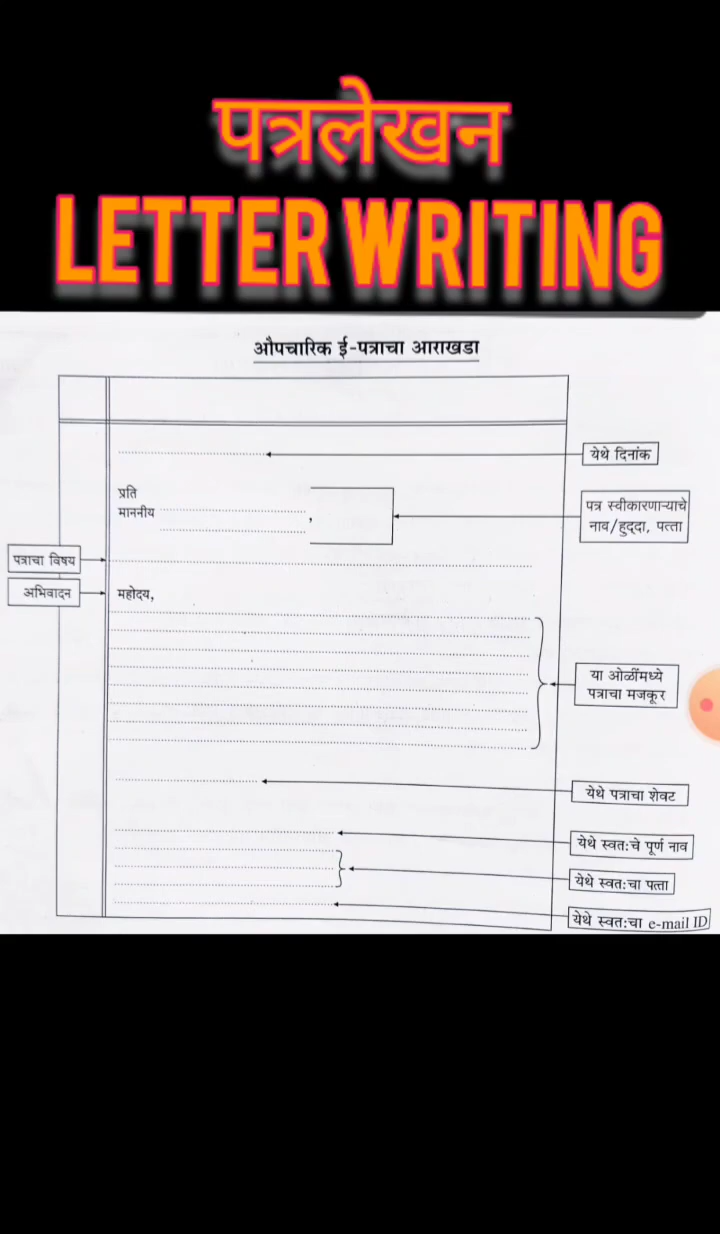 पत्रलेखन
LETTER WRITING
औपचारिक ई-पत्राचा आराखडा
येथे दिनांक
प्रति
माननीय ,
पत्र स्वीकारणाऱ्याचे
नाव/हुद्दा, पत्ता
पत्राचा विषय
अभिवादन
महोदय,
या ओळींमध्ये
पत्राचा मजकूर
येथे पत्राचा शेवट
येथे स्वत:चे पूर्ण नाव
येथे स्वत:चा पत्ता
येथे स्वत:चा e-mail ID